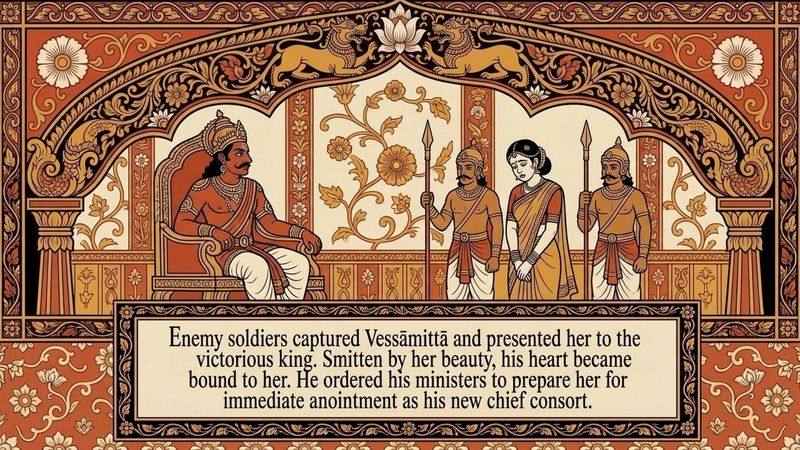 Enemy soldiers captured Vessāmittā and presented her to the
victorious king. Smitten by her beauty, his heart became
bound to her. He ordered his ministers to prepare her for
immediate anointment as his new chief consort.